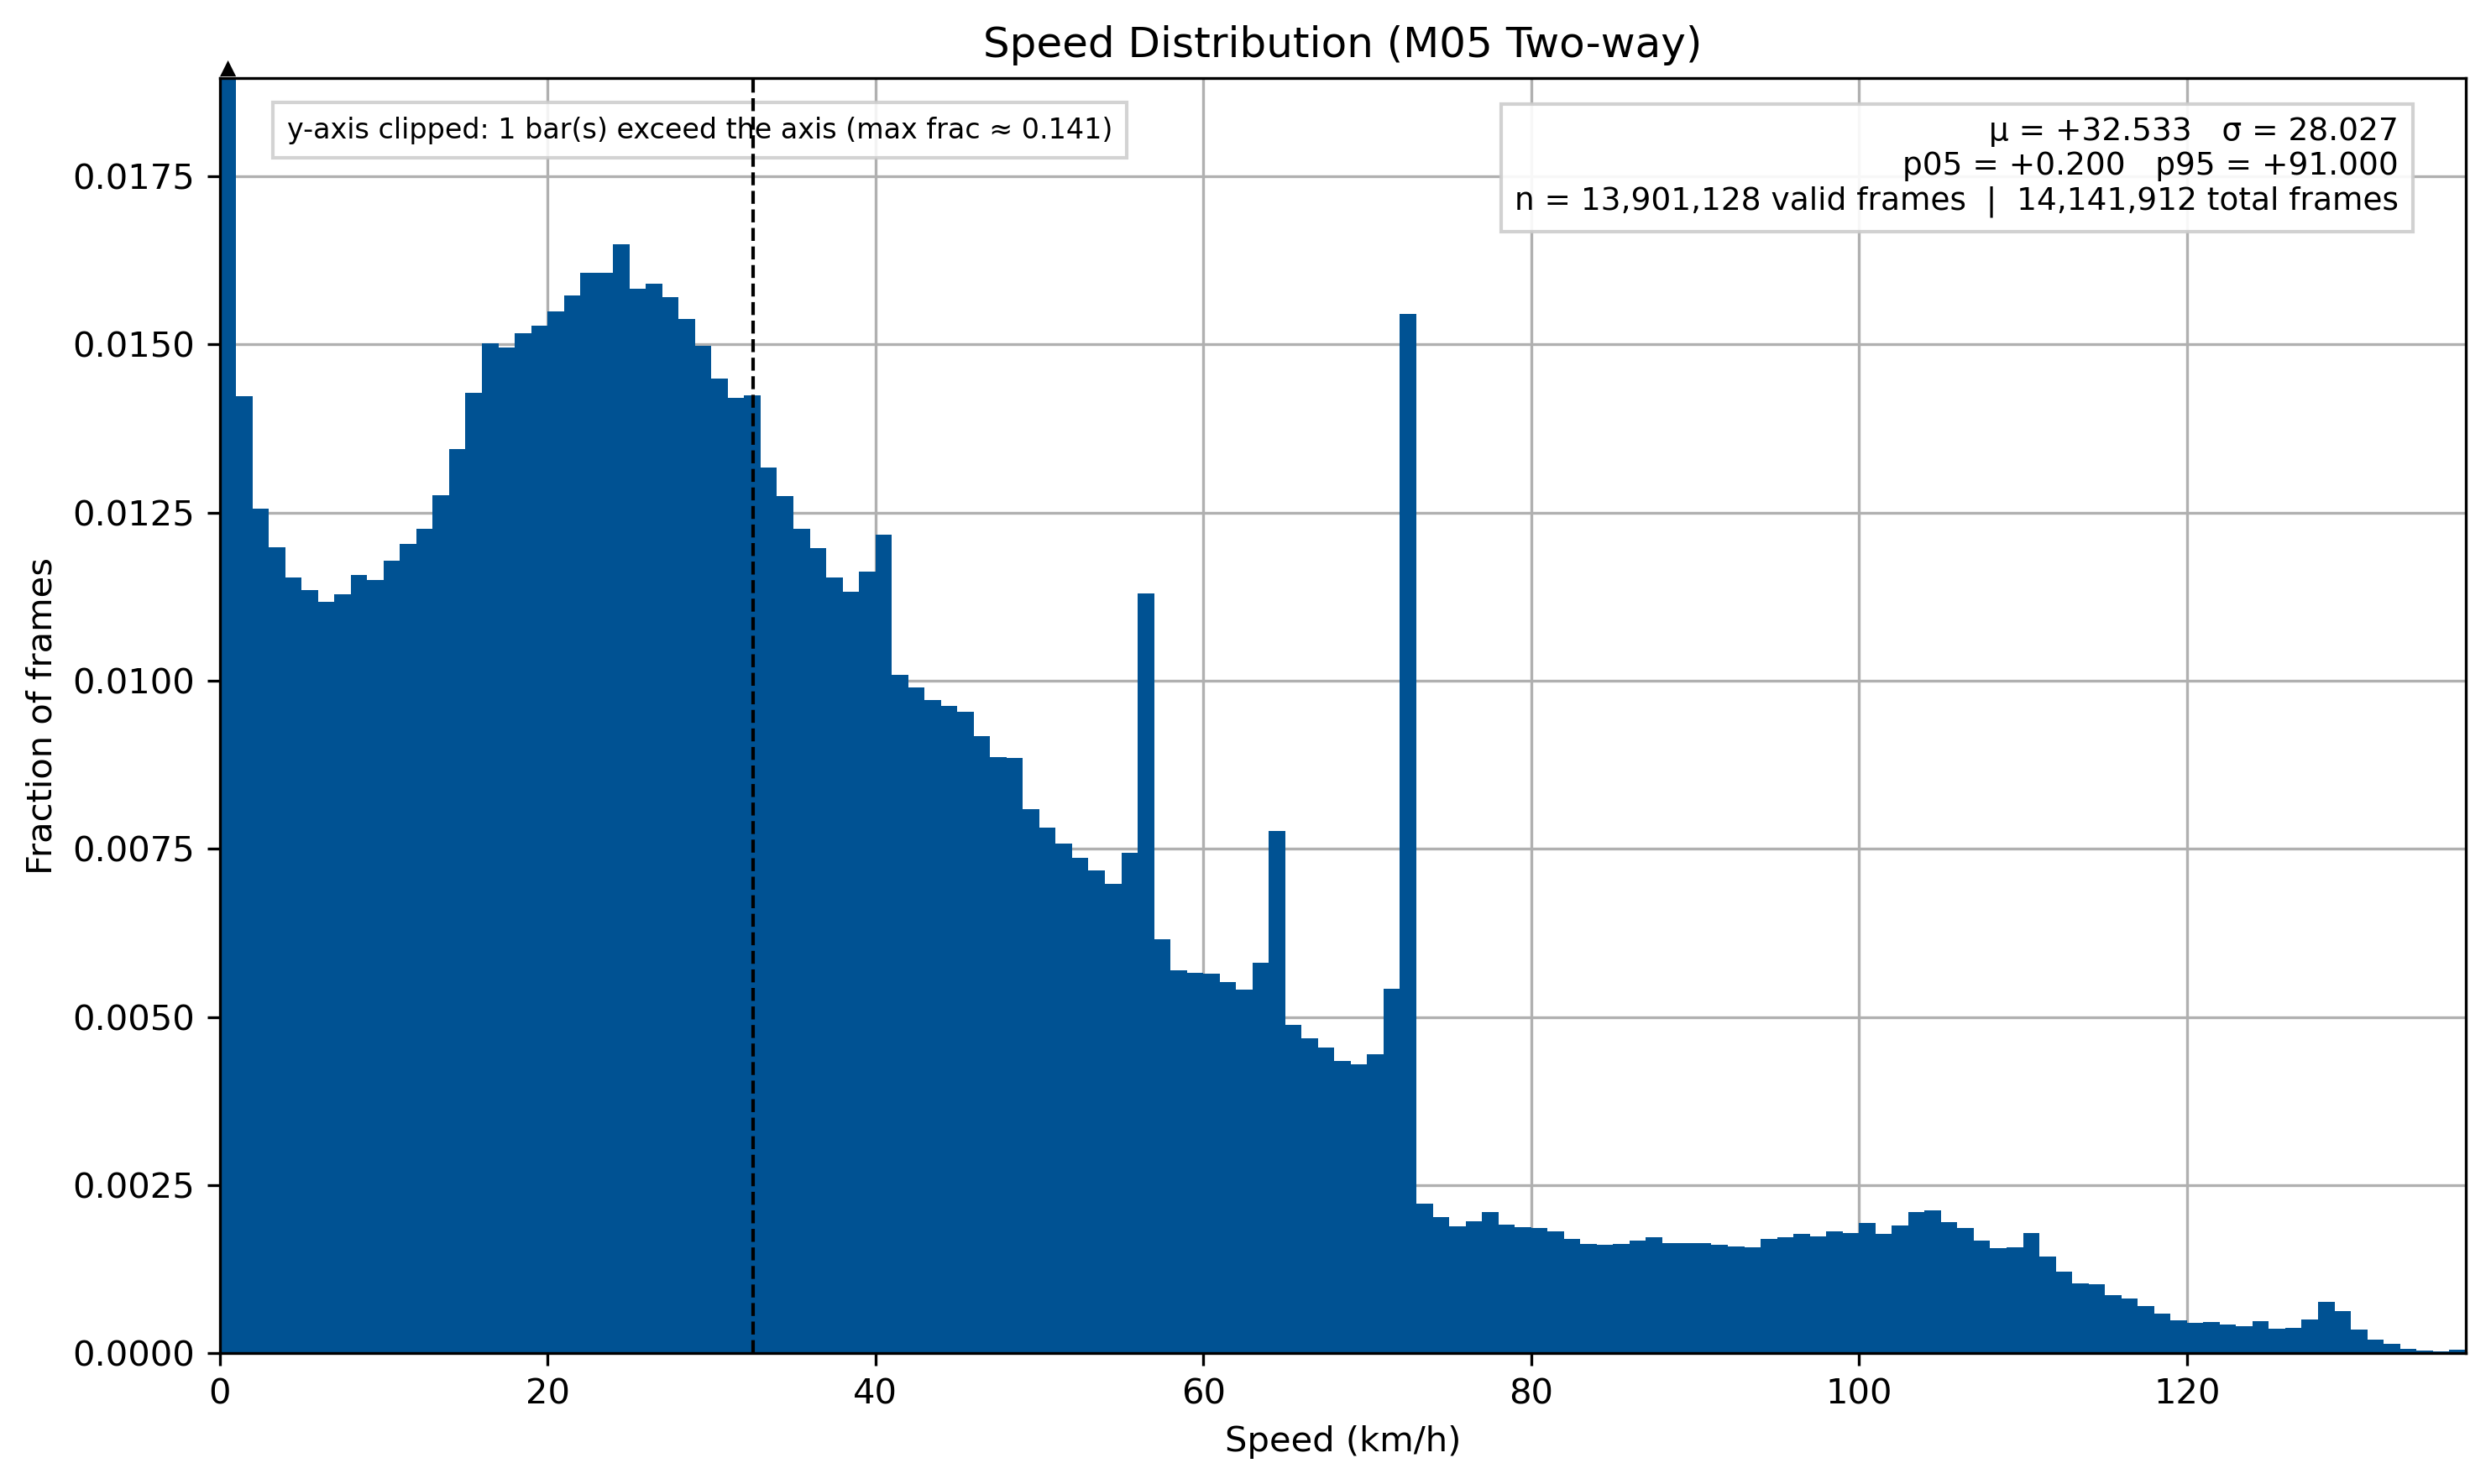 Speed Distribution (M05 Two-way)
y-axis clipped: 1 bar(s) exceed the axis (max frac ≈ 0.141)
μ = +32.533   σ = 28.027
p05 = +0.200   p95 = +91.000
n = 13,901,128 valid frames  |  14,141,912 total frames
Fraction of frames
0.0175
0.0150
0.0125
0.0100
0.0075
0.0050
0.0025
0.0000
0 20 40 60 80 100 120
Speed (km/h)